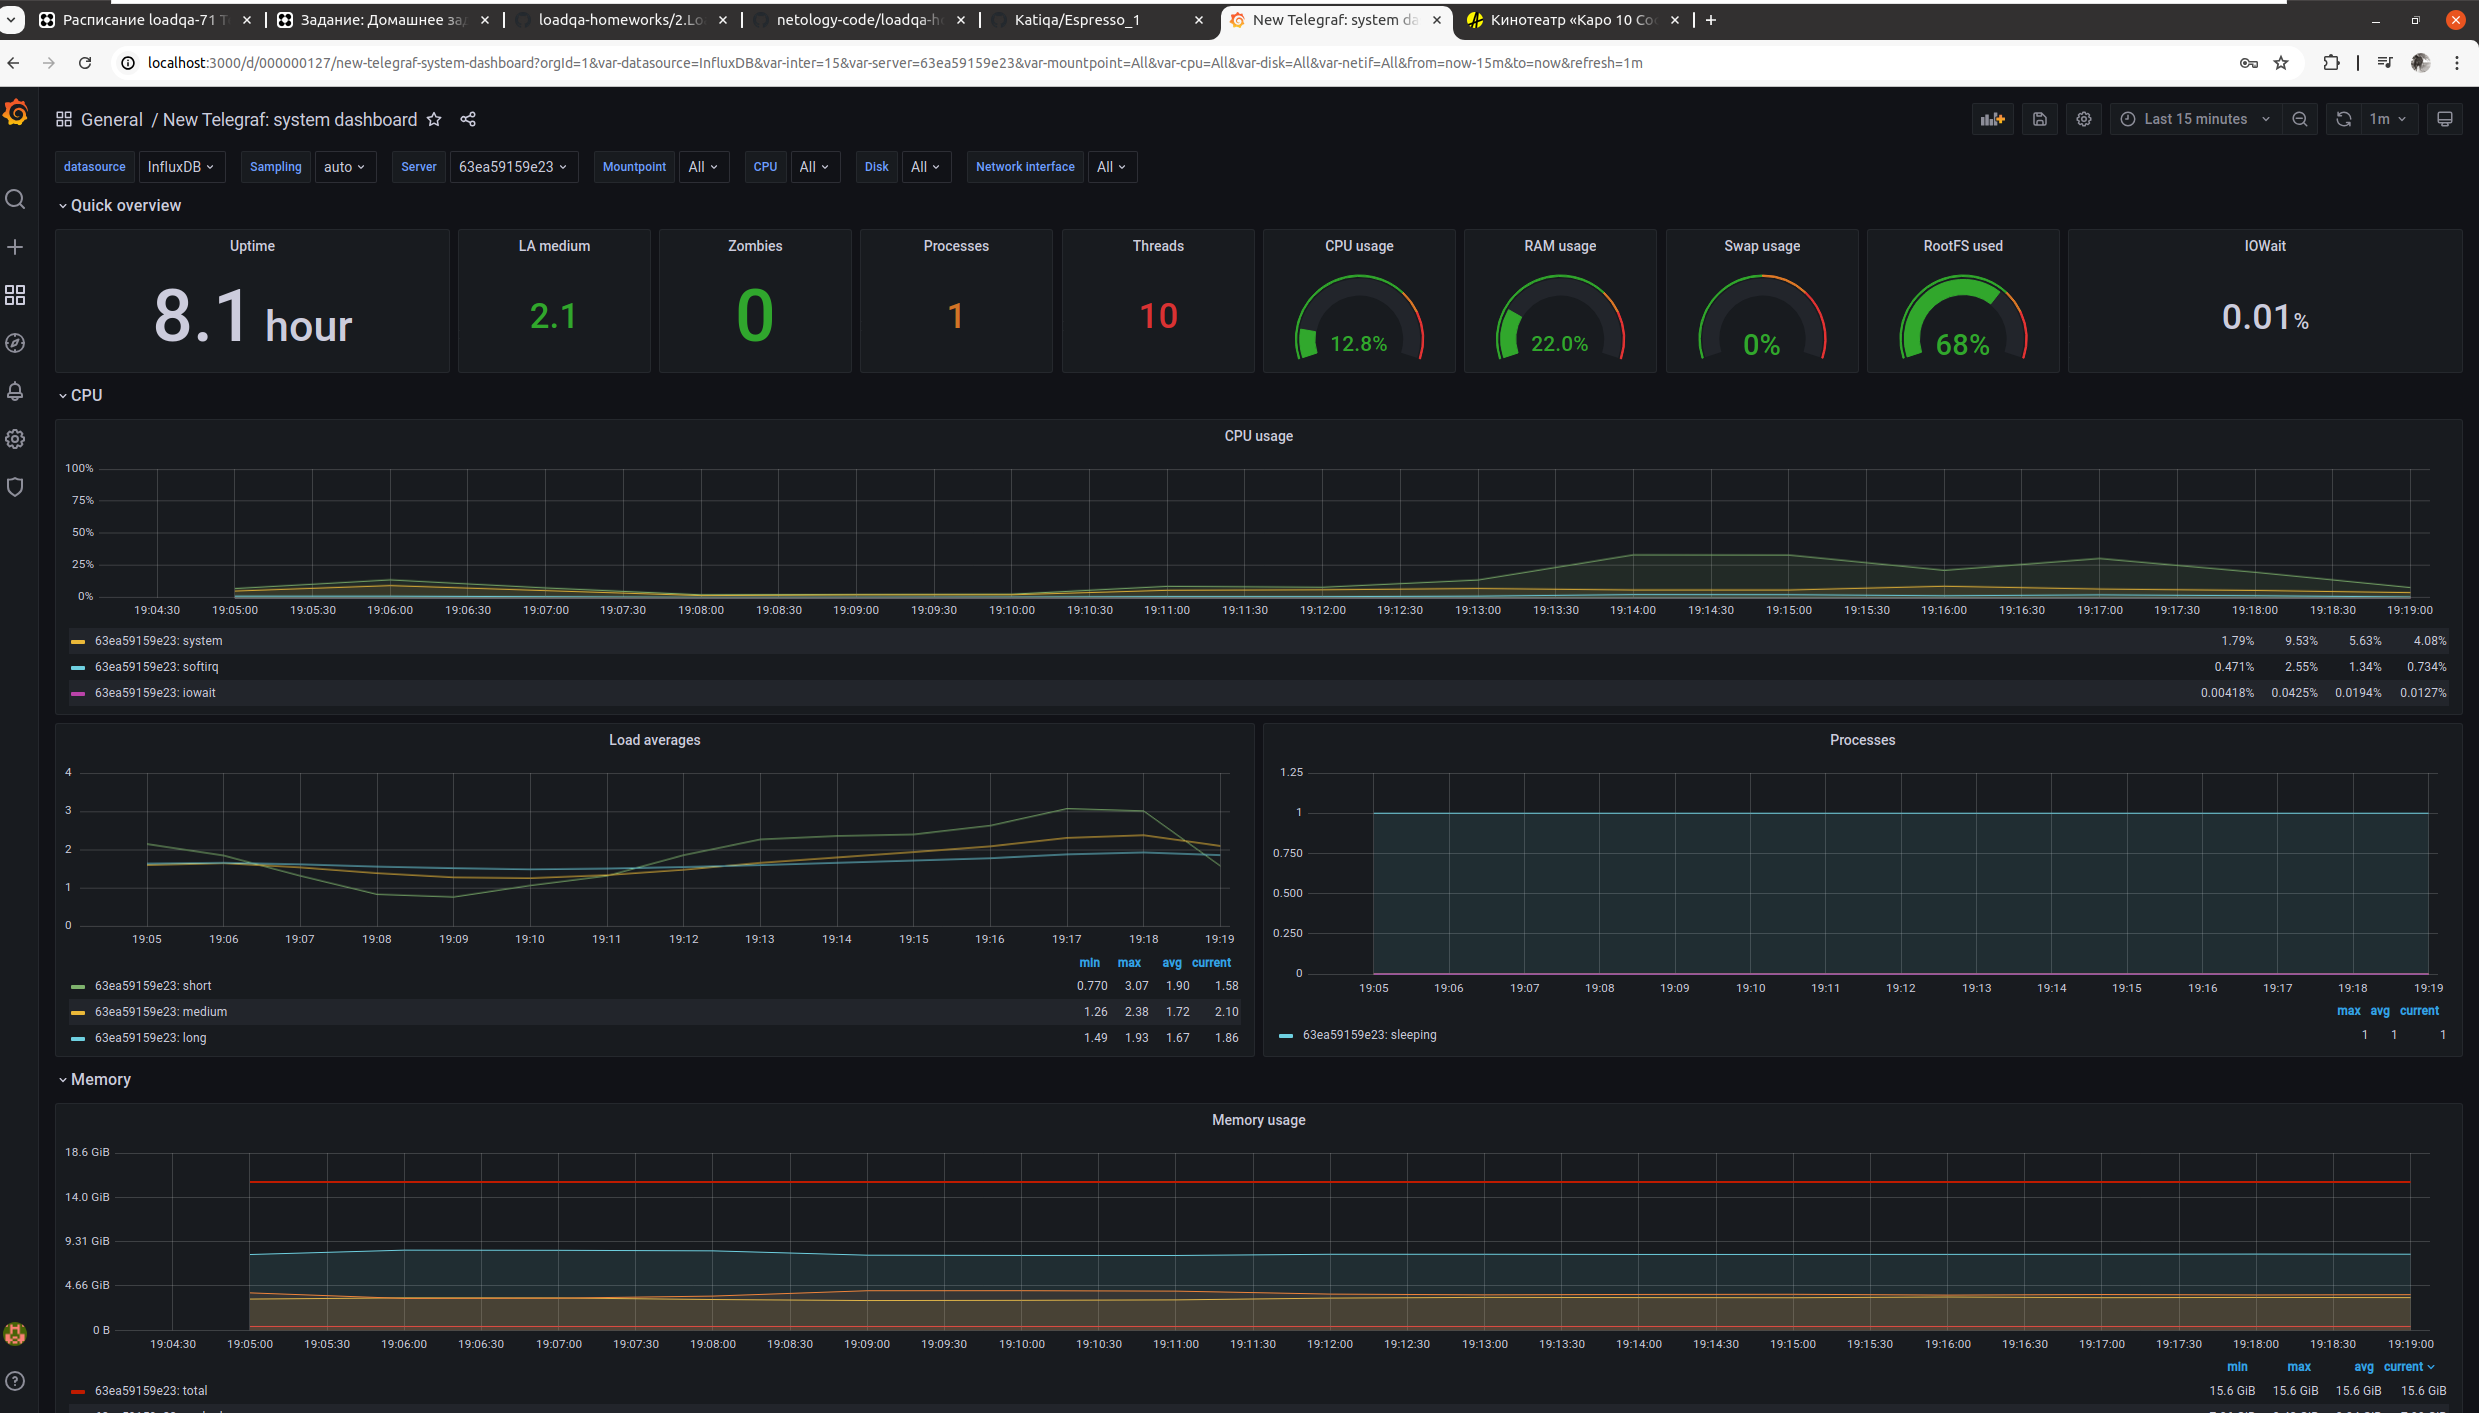 Расписание loadqa-71
Задание: Домашнее за
loadqa-homeworks/2.Lo
netology-code/loadqa-h
Katiqa/Espresso_1
New Telegraf: system da
Кинотеатр «Каро 10 Со
localhost:3000/d/000000127/new-telegraf-system-dashboard?orgId=1&var-datasource=InfluxDB&var-inter=15&var-server=63ea59159e23&var-mountpoint=All&var-cpu=All&var-disk=All&var-netif=All&from=now-15m&to=now&refresh=1m
General / New Telegraf: system dashboard
Last 15 minutes
1m
datasource InfluxDB Sampling auto Server 63ea59159e23 Mountpoint All CPU All Disk All Network interface All
Quick overview
Uptime
8.1 hour
LA medium
2.1
Zombies
0
Processes
1
Threads
10
CPU usage
12.8%
RAM usage
22.0%
Swap usage
0%
RootFS used
68%
IOWait
0.01%
CPU
CPU usage
100%
75%
50%
25%
0%
19:04:30 19:05:00 19:05:30 19:06:00 19:06:30 19:07:00 19:07:30 19:08:00 19:08:30 19:09:00 19:09:30 19:10:00 19:10:30 19:11:00 19:11:30 19:12:00 19:12:30 19:13:00 19:13:30 19:14:00 19:14:30 19:15:00 19:15:30 19:16:00 19:16:30 19:17:00 19:17:30 19:18:00 19:18:30 19:19:00
63ea59159e23: system 1.79% 9.53% 5.63% 4.08%
63ea59159e23: softirq 0.471% 2.55% 1.34% 0.734%
63ea59159e23: iowait 0.00418% 0.0425% 0.0194% 0.0127%
Load averages
4
3
2
1
0
19:05 19:06 19:07 19:08 19:09 19:10 19:11 19:12 19:13 19:14 19:15 19:16 19:17 19:18 19:19
min max avg current
63ea59159e23: short 0.770 3.07 1.90 1.58
63ea59159e23: medium 1.26 2.38 1.72 2.10
63ea59159e23: long 1.49 1.93 1.67 1.86
Processes
1.25
1
0.750
0.500
0.250
0
19:05 19:06 19:07 19:08 19:09 19:10 19:11 19:12 19:13 19:14 19:15 19:16 19:17 19:18 19:19
max avg current
63ea59159e23: sleeping 1 1 1
Memory
Memory usage
18.6 GiB
14.0 GiB
9.31 GiB
4.66 GiB
0 B
19:04:30 19:05:00 19:05:30 19:06:00 19:06:30 19:07:00 19:07:30 19:08:00 19:08:30 19:09:00 19:09:30 19:10:00 19:10:30 19:11:00 19:11:30 19:12:00 19:12:30 19:13:00 19:13:30 19:14:00 19:14:30 19:15:00 19:15:30 19:16:00 19:16:30 19:17:00 19:17:30 19:18:00 19:18:30 19:19:00
min max avg current
63ea59159e23: total 15.6 GiB 15.6 GiB 15.6 GiB 15.6 GiB